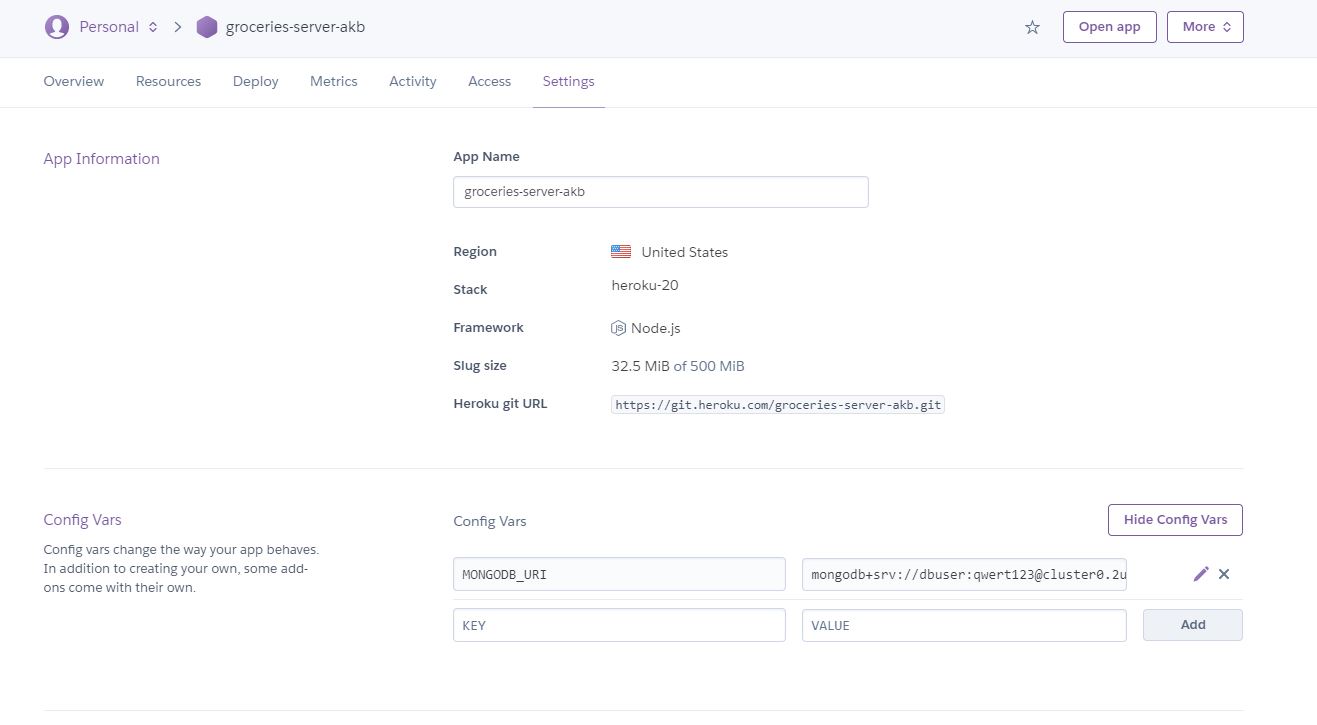 Personal groceries-server-akb Open app More
Overview Resources Deploy Metrics Activity Access Settings
App Information
App Name
groceries-server-akb
Region United States
Stack heroku-20
Framework Node.js
Slug size 32.5 MiB of 500 MiB
Heroku git URL https://git.heroku.com/groceries-server-akb.git
Config Vars
Config vars change the way your app behaves.
In addition to creating your own, some add-
ons come with their own.
Config Vars Hide Config Vars
MONGODB_URI mongodb+srv://dbuser:qwert123@cluster0.2u
KEY VALUE Add